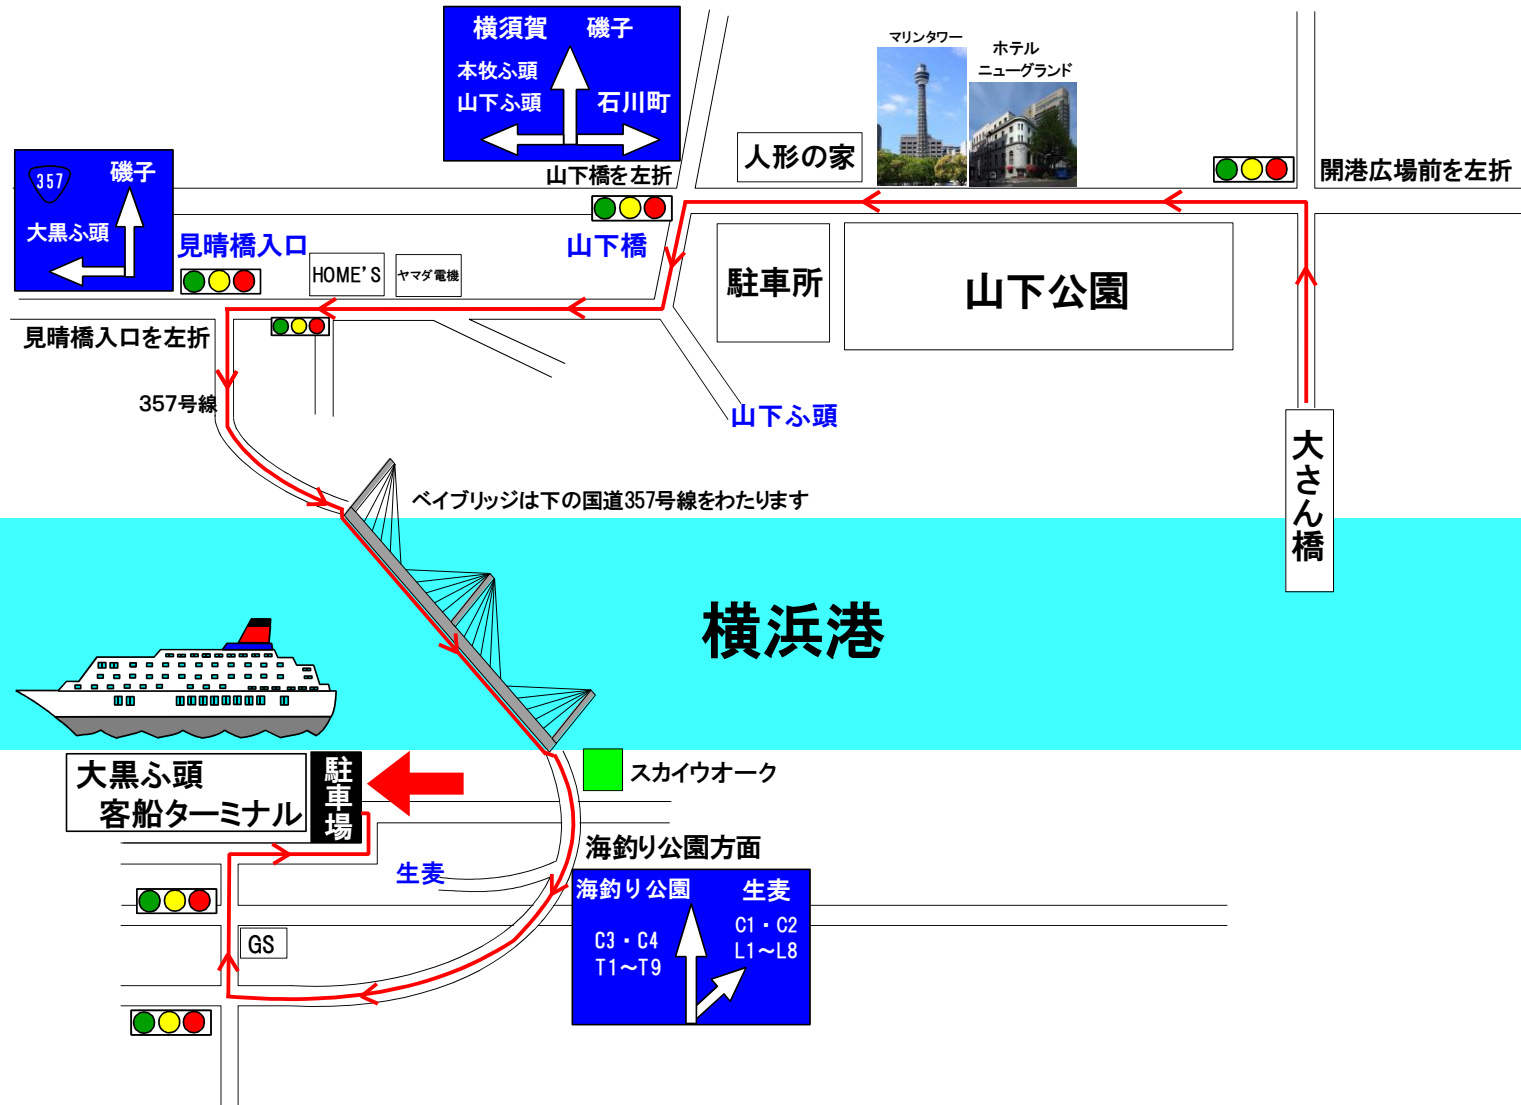 横須賀 磯子
本牧ふ頭
山下ふ頭
石川町
山下橋を左折
マリンタワー
ホテル
ニューグランド
人形の家
開港広場前を左折
357
磯子
大黒ふ頭
見晴橋入口
HOME'S
ヤマダ電機
山下橋
駐車所
山下公園
見晴橋入口を左折
357号線
山下ふ頭
大さん橋
ベイブリッジは下の国道357号線をわたります
横浜港
大黒ふ頭
客船ターミナル
駐車場
スカイウオーク
海釣り公園方面
生麦
海釣り公園
生麦
C3・C4
T1～T9
C1・C2
L1～L8
GS